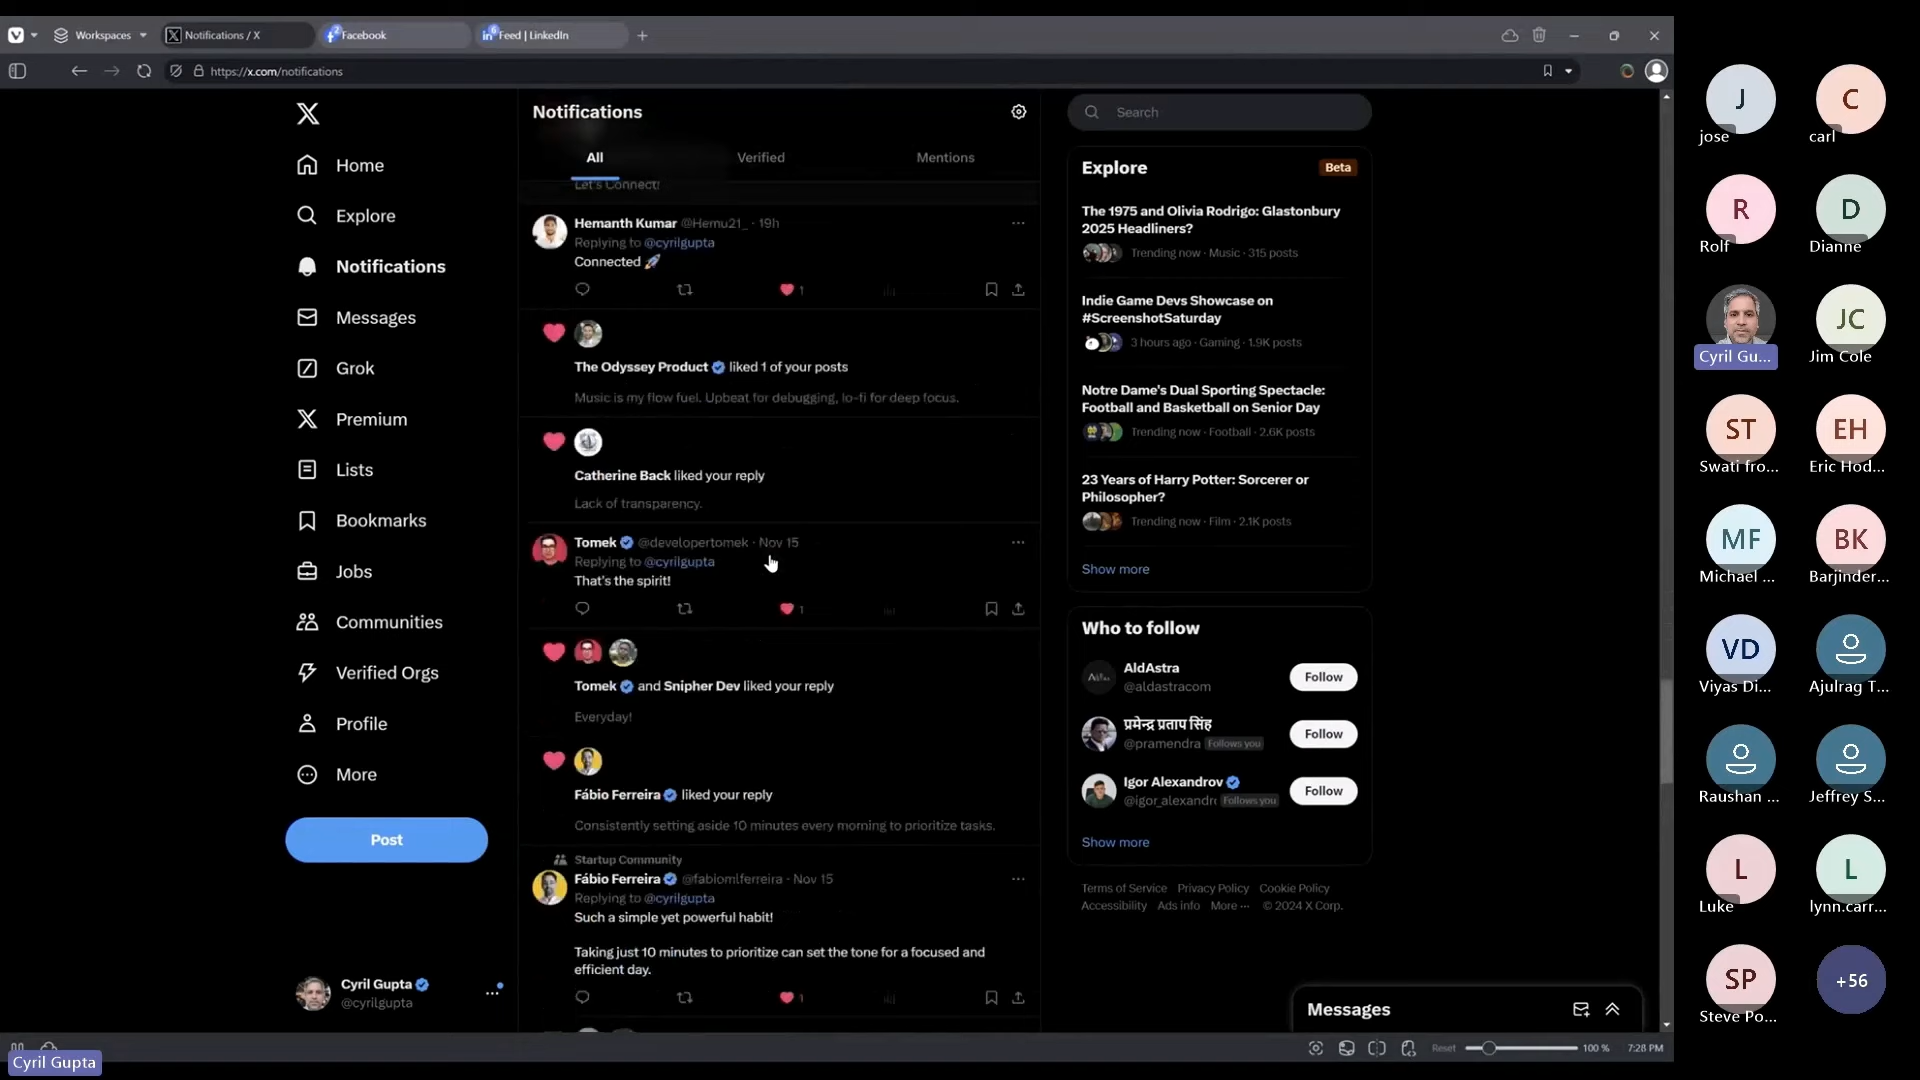 Workspaces
Notifications / X
2
Facebook
in 6
Feed | LinkedIn
https://x.com/notifications
Home
Explore
Notifications
Messages
Grok
Premium
Lists
Bookmarks
Jobs
Communities
Verified Orgs
Profile
More
Post
Cyril Gupta
@cyrilgupta
Notifications
All
Verified
Mentions
Let's Connect!
Hemanth Kumar @Hemu21_ · 19h
Replying to @cyrilgupta
Connected 🚀
1
The Odyssey Product liked 1 of your posts
Music is my flow fuel. Upbeat for debugging, lo-fi for deep focus.
Catherine Back liked your reply
Lack of transparency.
Tomek @developertomek · Nov 15
Replying to @cyrilgupta
That's the spirit!
1
Tomek and Snipher Dev liked your reply
Everyday!
Fábio Ferreira liked your reply
Consistently setting aside 10 minutes every morning to prioritize tasks.
Startup Community
Fábio Ferreira @fabiomlferreira · Nov 15
Replying to @cyrilgupta
Such a simple yet powerful habit!
Taking just 10 minutes to prioritize can set the tone for a focused and
efficient day.
1
Search
Explore
Beta
The 1975 and Olivia Rodrigo: Glastonbury
2025 Headliners?
Trending now · Music · 315 posts
Indie Game Devs Showcase on
#ScreenshotSaturday
3 hours ago · Gaming · 1.9K posts
Notre Dame's Dual Sporting Spectacle:
Football and Basketball on Senior Day
Trending now · Football · 2.6K posts
23 Years of Harry Potter: Sorcerer or
Philosopher?
Trending now · Film · 2.1K posts
Show more
Who to follow
AldAstra
@aldastracom
Follow
प्रमेन्द्र प्रताप सिंह
@pramendra Follows you
Follow
Igor Alexandrov
@igor_alexandr Follows you
Follow
Show more
Terms of Service Privacy Policy Cookie Policy
Accessibility Ads info More ··· © 2024 X Corp.
Messages
Reset
100 %
7:28 PM
Cyril Gupta
J
jose
C
carl
R
Rolf
D
Dianne
Cyril Gu...
JC
Jim Cole
ST
Swati fro...
EH
Eric Hod...
MF
Michael ...
BK
Barjinder...
VD
Viyas Di...
Ajulrag T...
Raushan ...
Jeffrey S...
L
Luke
L
lynn.carr...
SP
Steve Po...
+56